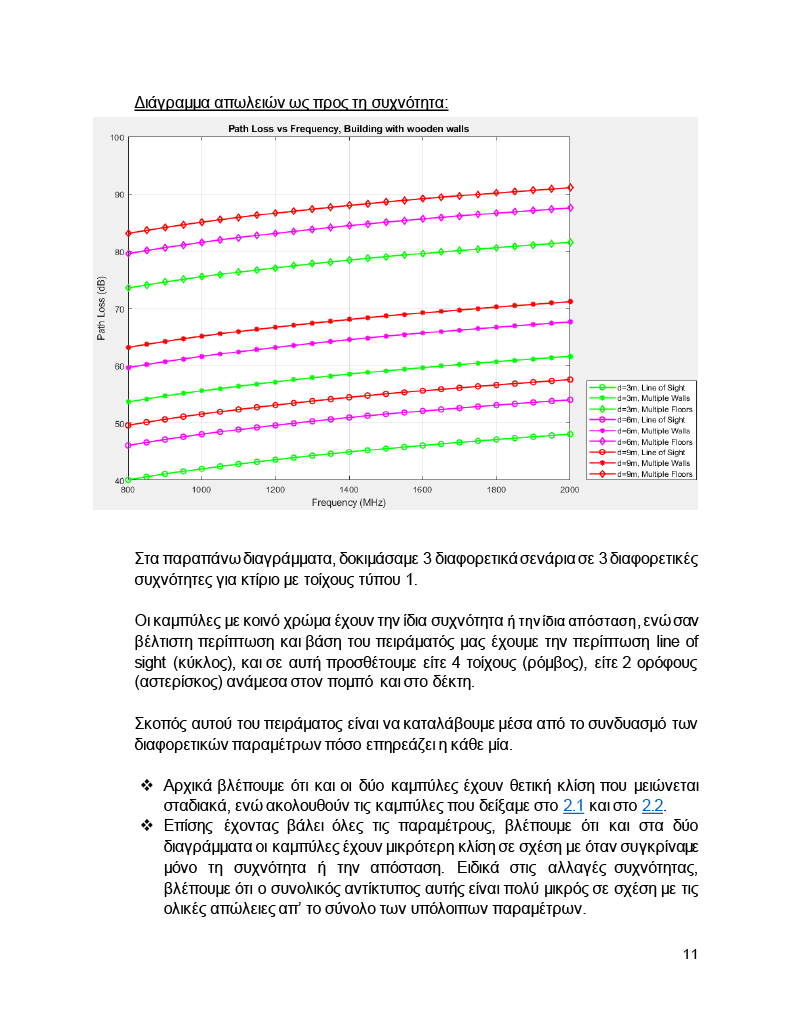 Διάγραμμα απωλειών ως προς τη συχνότητα:
Path Loss vs Frequency, Building with wooden walls
100
90
80
70
60
50
40
Path Loss (dB)
800 1000 1200 1400 1600 1800 2000
Frequency (MHz)
d=3m, Line of Sight
d=3m, Multiple Walls
d=3m, Multiple Floors
d=6m, Line of Sight
d=6m, Multiple Walls
d=6m, Multiple Floors
d=9m, Line of Sight
d=9m, Multiple Walls
d=9m, Multiple Floors
Στα παραπάνω διαγράμματα, δοκιμάσαμε 3 διαφορετικά σενάρια σε 3 διαφορετικές
συχνότητες για κτίριο με τοίχους τύπου 1.
Οι καμπύλες με κοινό χρώμα έχουν την ίδια συχνότητα ή την ίδια απόσταση, ενώ σαν
βέλτιστη περίπτωση και βάση του πειράματός μας έχουμε την περίπτωση line of
sight (κύκλος), και σε αυτή προσθέτουμε είτε 4 τοίχους (ρόμβος), είτε 2 ορόφους
(αστερίσκος) ανάμεσα στον πομπό και στο δέκτη.
Σκοπός αυτού του πειράματος είναι να καταλάβουμε μέσα από το συνδυασμό των
διαφορετικών παραμέτρων πόσο επηρεάζει η κάθε μία.
❖ Αρχικά βλέπουμε ότι και οι δύο καμπύλες έχουν θετική κλίση που μειώνεται
σταδιακά, ενώ ακολουθούν τις καμπύλες που δείξαμε στο 2.1 και στο 2.2.
❖ Επίσης έχοντας βάλει όλες τις παραμέτρους, βλέπουμε ότι και στα δύο
διαγράμματα οι καμπύλες έχουν μικρότερη κλίση σε σχέση με όταν συγκρίναμε
μόνο τη συχνότητα ή την απόσταση. Ειδικά στις αλλαγές συχνότητας,
βλέπουμε ότι ο συνολικός αντίκτυπος αυτής είναι πολύ μικρός σε σχέση με τις
ολικές απώλειες απ’ το σύνολο των υπόλοιπων παραμέτρων.
11